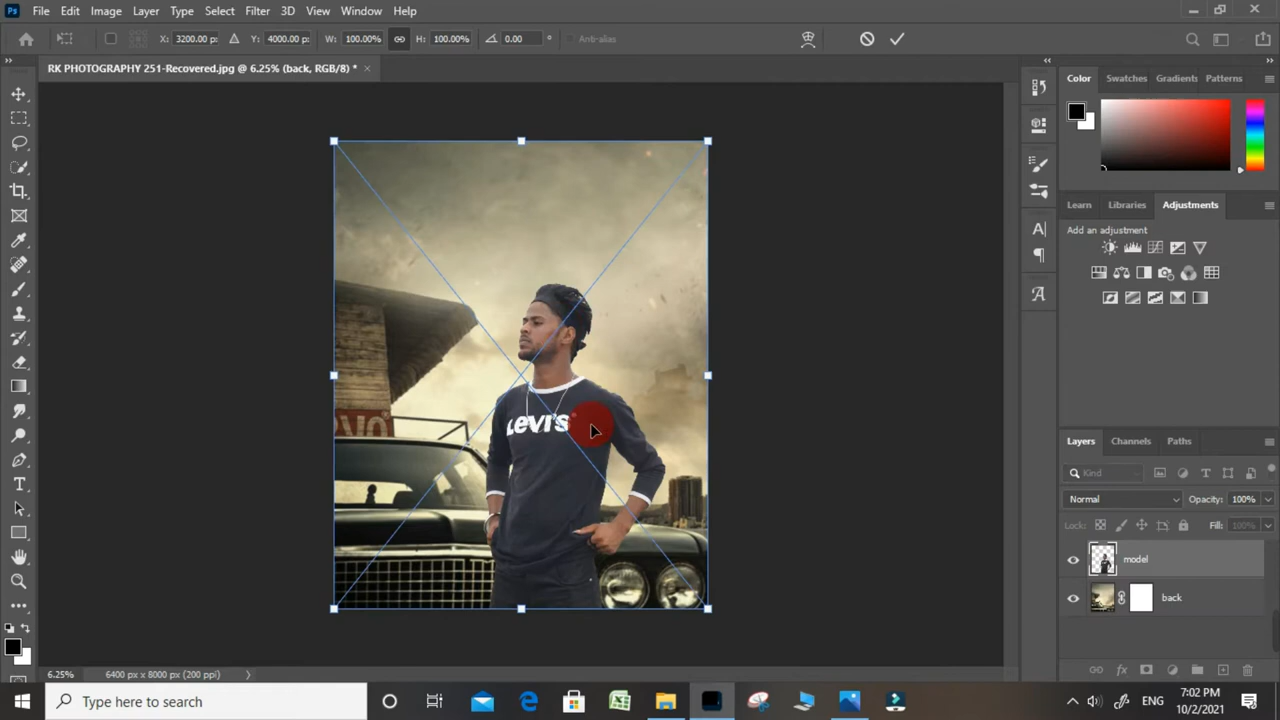 Ps File Edit Image Layer Type Select Filter 3D View Window Help
X: 3200.00 px Y: 4000.00 px W: 100.00% H: 100.00% 0.00 ° Anti-alias
RK PHOTOGRAPHY 251-Recovered.jpg @ 6.25% (back, RGB/8) * ×
Color Swatches Gradients Patterns
Learn Libraries Adjustments
Add an adjustment
Levi's
Layers Channels Paths
Kind
Normal Opacity: 100%
Lock: Fill: 100%
model
back
6.25% 6400 px x 8000 px (200 ppi)
Type here to search
ENG
7:02 PM
10/2/2021